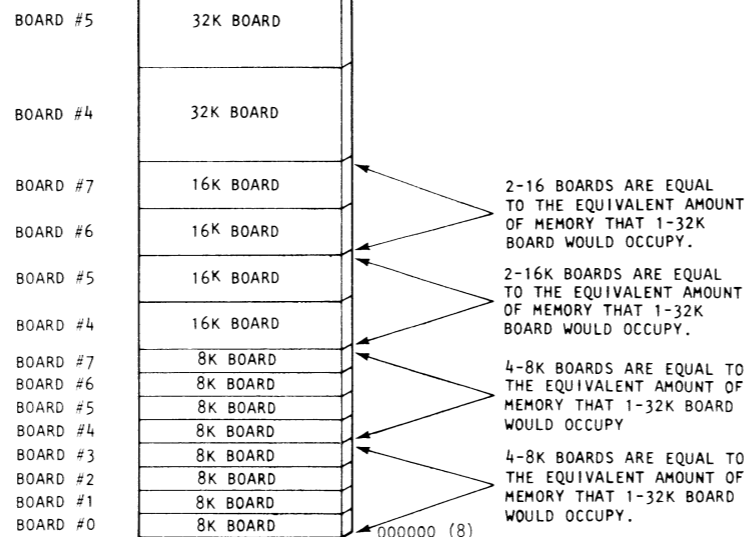 BOARD #5 32K BOARD
BOARD #4 32K BOARD
BOARD #7 16K BOARD
BOARD #6 16K BOARD
BOARD #5 16K BOARD
BOARD #4 16K BOARD
BOARD #7 8K BOARD
BOARD #6 8K BOARD
BOARD #5 8K BOARD
BOARD #4 8K BOARD
BOARD #3 8K BOARD
BOARD #2 8K BOARD
BOARD #1 8K BOARD
BOARD #0 8K BOARD
000000 (8)
2-16 BOARDS ARE EQUAL
TO THE EQUIVALENT AMOUNT
OF MEMORY THAT 1-32K
BOARD WOULD OCCUPY.
2-16K BOARDS ARE EQUAL
TO THE EQUIVALENT AMOUNT
OF MEMORY THAT 1-32K
BOARD WOULD OCCUPY.
4-8K BOARDS ARE EQUAL TO
THE EQUIVALENT AMOUNT OF
MEMORY THAT 1-32K BOARD
WOULD OCCUPY
4-8K BOARDS ARE EQUAL TO
THE EQUIVALENT AMOUNT OF
MEMORY THAT 1-32K BOARD
WOULD OCCUPY.